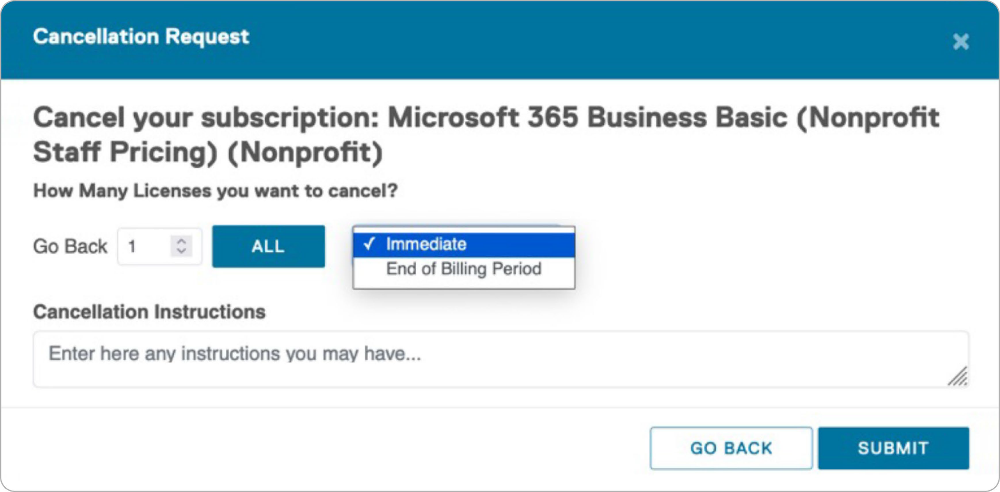 Cancellation Request
Cancel your subscription: Microsoft 365 Business Basic (Nonprofit
Staff Pricing) (Nonprofit)
How Many Licenses you want to cancel?
Go Back 1 ALL
Immediate
End of Billing Period
Cancellation Instructions
Enter here any instructions you may have...
GO BACK SUBMIT